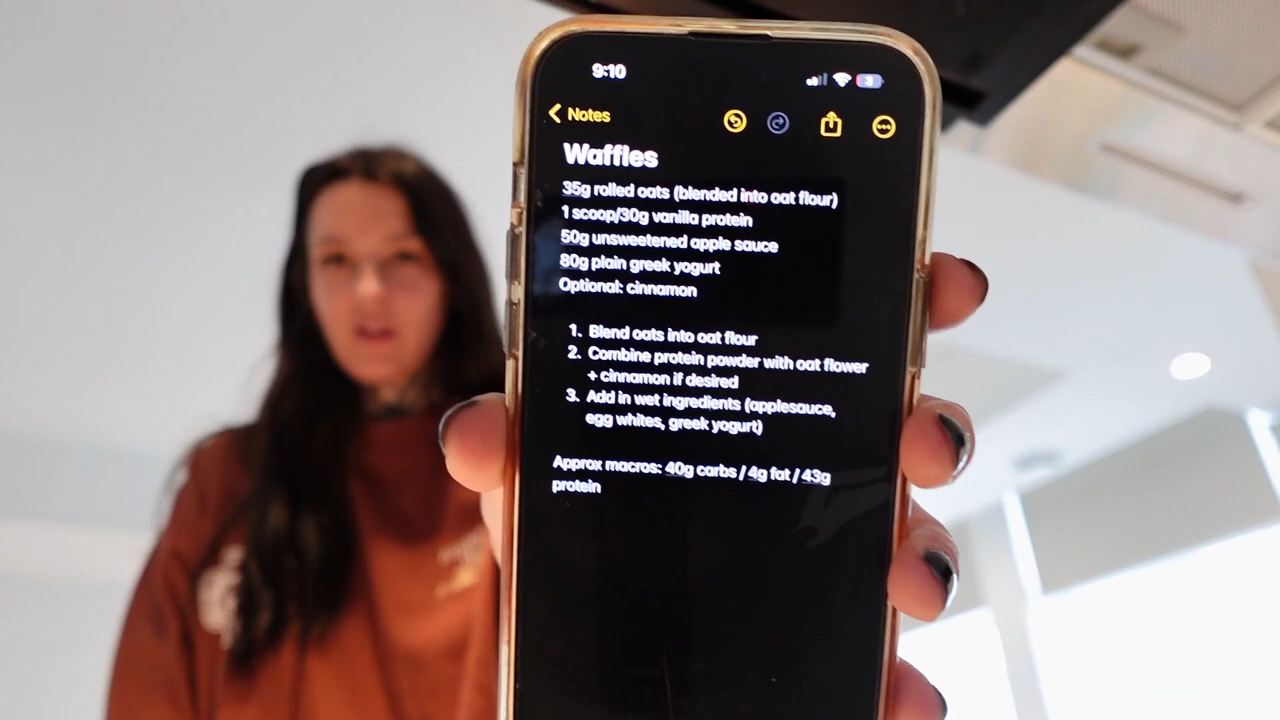 9:10
3
Notes
Waffles
35g rolled oats (blended into oat flour)
1 scoop/30g vanilla protein
50g unsweetened apple sauce
80g plain greek yogurt
Optional: cinnamon
1. Blend oats into oat flour
2. Combine protein powder with oat flower
+ cinnamon if desired
3. Add in wet ingredients (applesauce,
egg whites, greek yogurt)
Approx macros: 40g carbs / 4g fat / 43g
protein